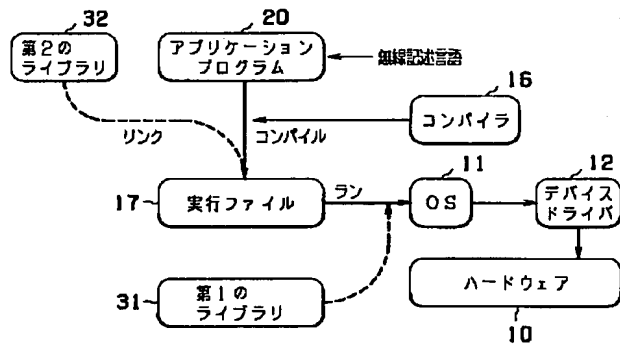 32
第2の
ライブラリ
20
アプリケーション
プログラム
無線記述言語
16
コンパイラ
リンク
コンパイル
17
実行ファイル
ラン
11
OS
12
デバイス
ドライバ
31
第1の
ライブラリ
ハードウェア
10